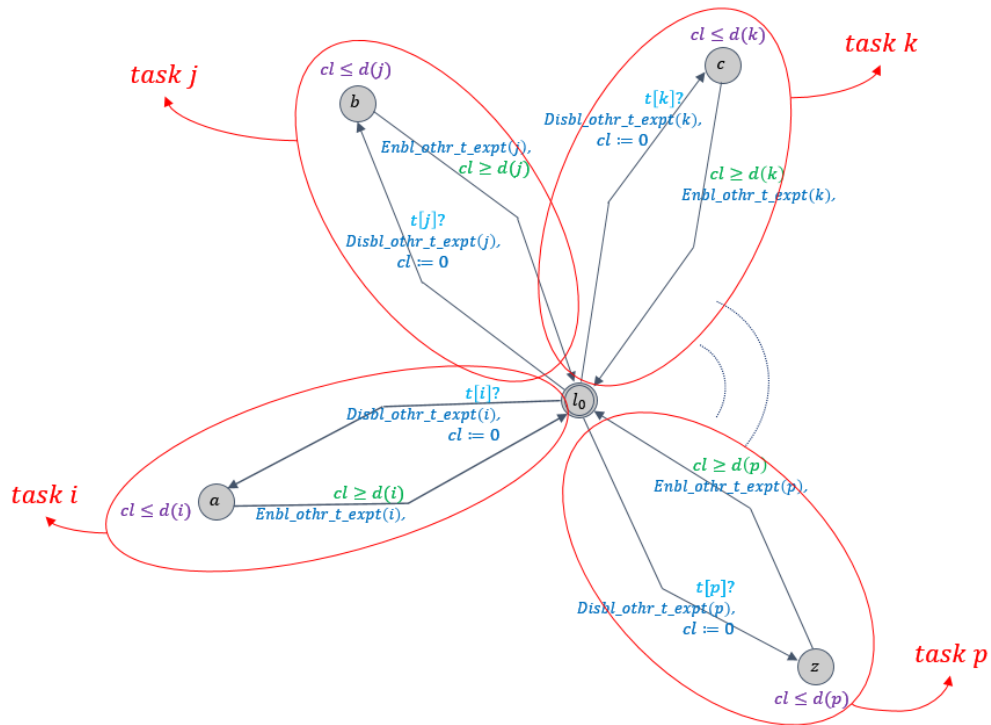 task j
cl ≤ d(j)
b
Enbl_othr_t_expt(j),
cl ≥ d(j)
t[j]?
Disbl_othr_t_expt(j),
cl := 0
cl ≤ d(k)
c
task k
t[k]?
Disbl_othr_t_expt(k),
cl := 0
cl ≥ d(k)
Enbl_othr_t_expt(k),
l₀
t[i]?
Disbl_othr_t_expt(i),
cl := 0
task i
cl ≤ d(i)
a
cl ≥ d(i)
Enbl_othr_t_expt(i),
cl ≥ d(p)
Enbl_othr_t_expt(p),
t[p]?
Disbl_othr_t_expt(p),
cl := 0
z
cl ≤ d(p)
task p